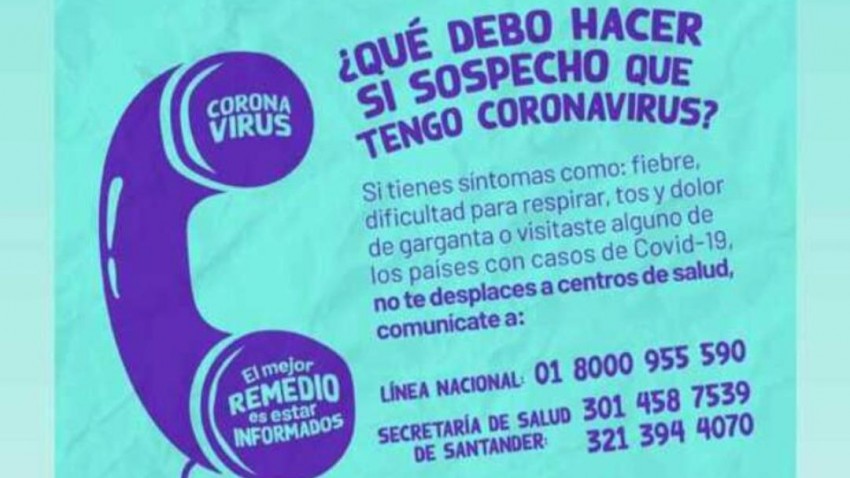 ¿QUÉ DEBO HACER
SI SOSPECHO QUE
TENGO CORONAVIRUS?
CORONA
VIRUS
Si tienes síntomas como: fiebre,
dificultad para respirar, tos y dolor
de garganta o visitaste alguno de
los países con casos de Covid-19,
no te desplaces a centros de salud,
comunicate a:
El mejor
REMEDIO
es estar
INFORMADOS
LÍNEA NACIONAL: 01 8000 955 590
SECRETARÍA DE SALUD 301 458 7539
DE SANTANDER: 321 394 4070